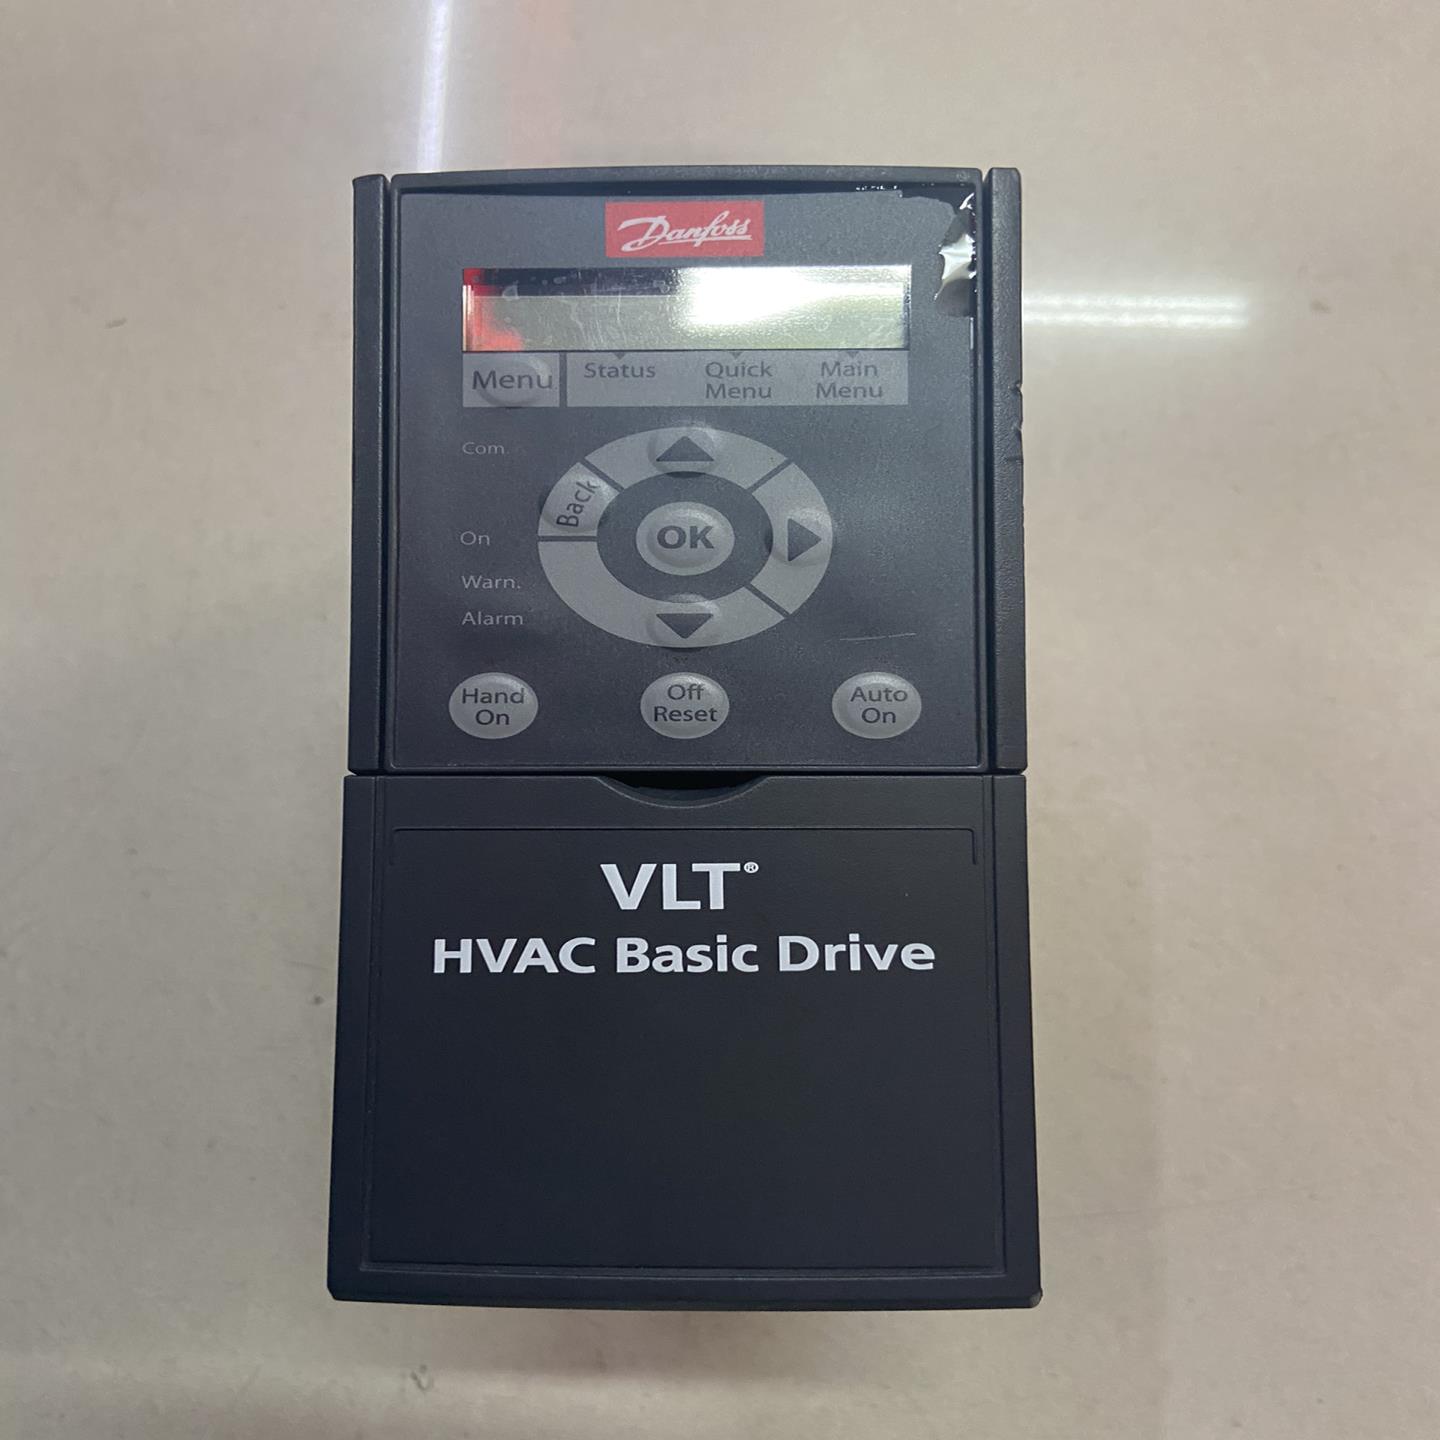 Danfoss
Menu
Status
Quick
Menu
Main
Menu
Com.
Back
OK
On
Warn.
Alarm
Hand
On
Off
Reset
Auto
On
VLT®
HVAC Basic Drive